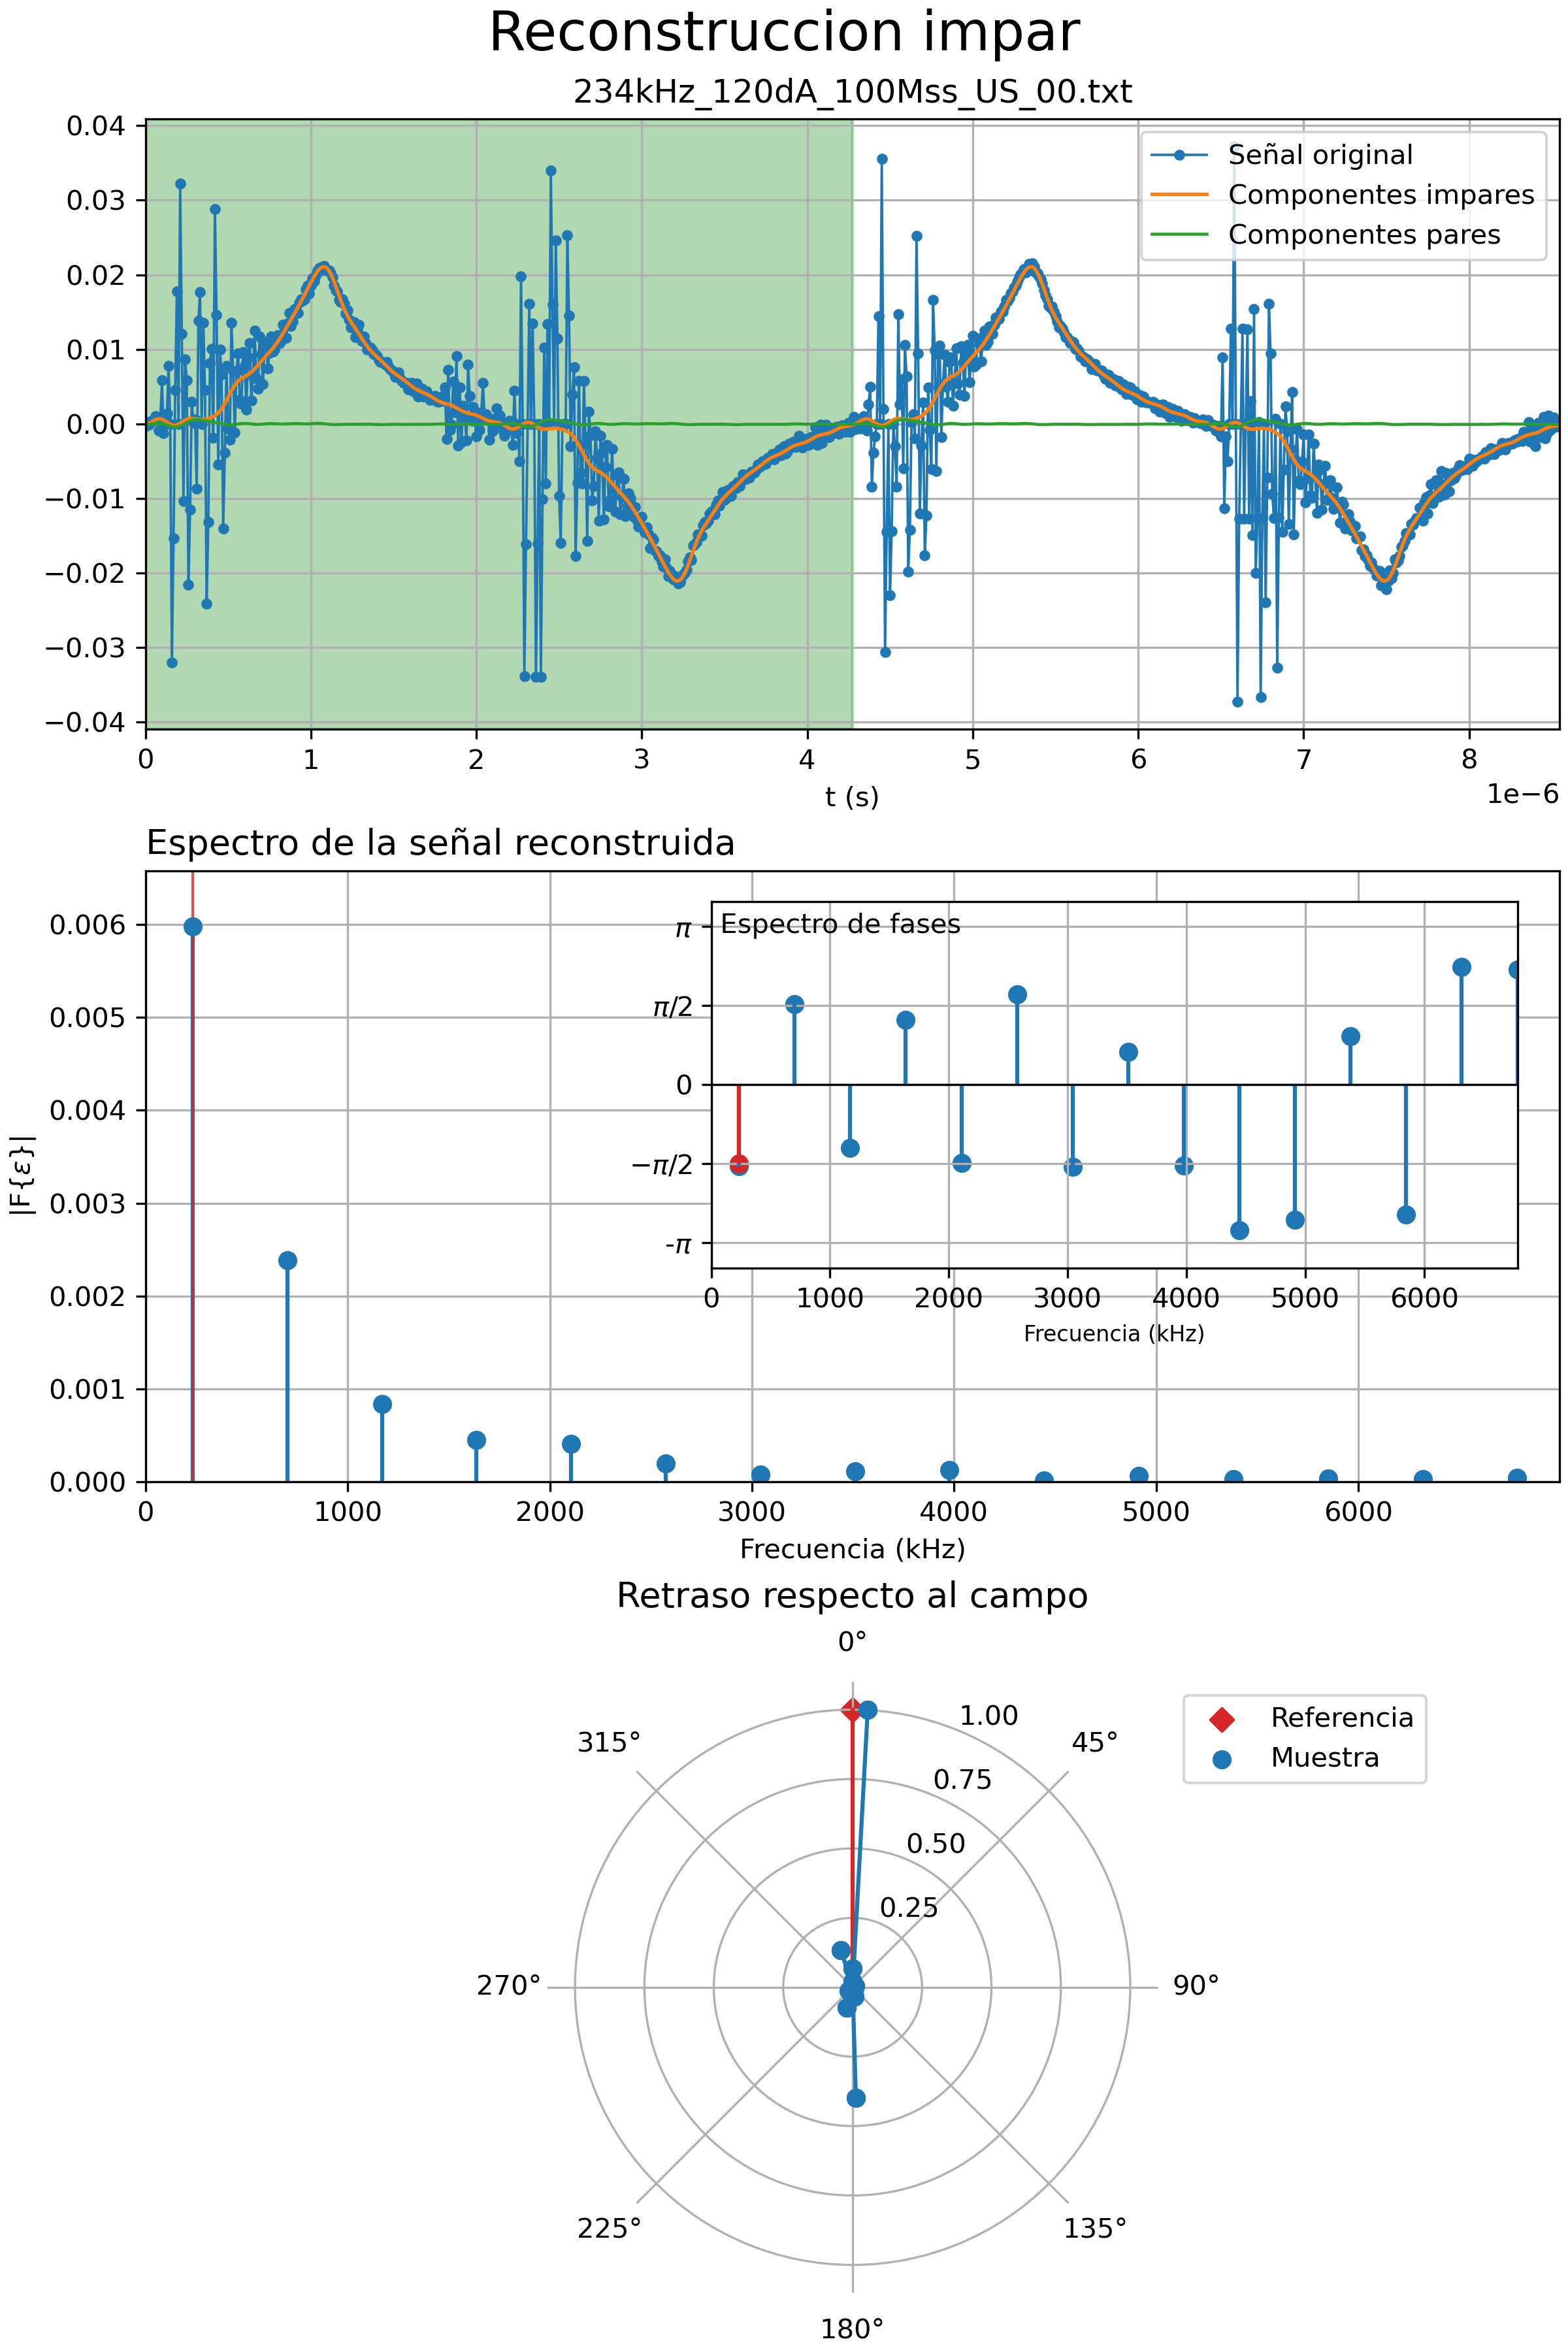 Reconstruccion impar
234kHz_120dA_100Mss_US_00.txt
0.04
0.03
0.02
0.01
0.00
−0.01
−0.02
−0.03
−0.04
Señal original
Componentes impares
Componentes pares
0 1 2 3 4 5 6 7 8
t (s)
1e−6
Espectro de la señal reconstruida
0.006
0.005
0.004
0.003
0.002
0.001
0.000
|F{ε}|
Espectro de fases
π
π/2
0
−π/2
-π
0 1000 2000 3000 4000 5000 6000
Frecuencia (kHz)
0 1000 2000 3000 4000 5000 6000
Frecuencia (kHz)
Retraso respecto al campo
0°
45°
90°
135°
180°
225°
270°
315°
1.00
0.75
0.50
0.25
Referencia
Muestra